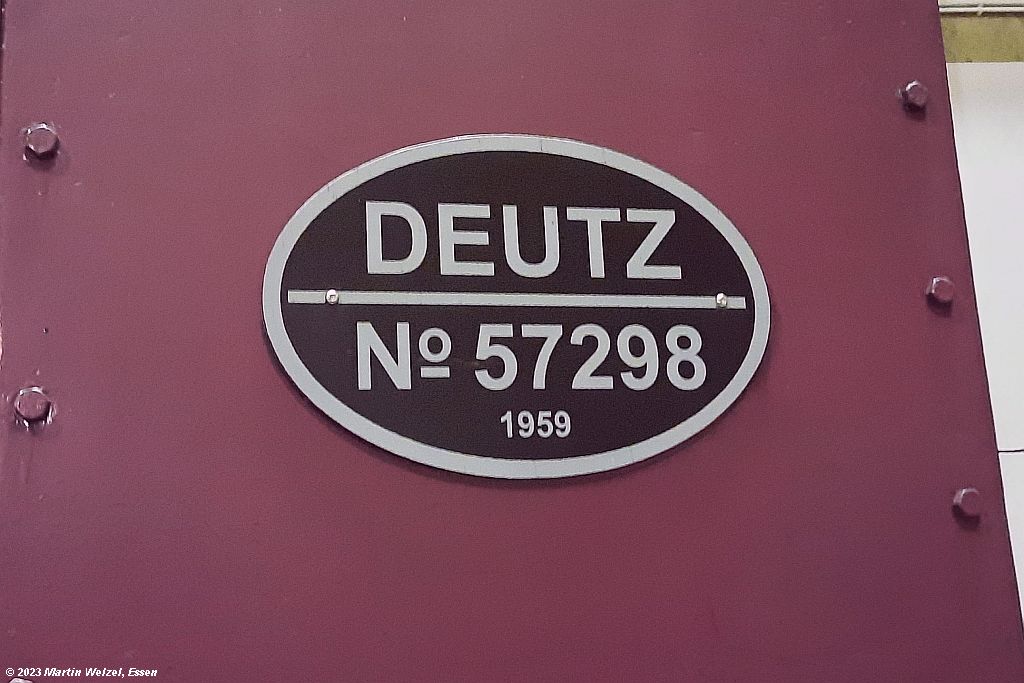 DEUTZ
Nº 57298
1959
© 2023 Martin Welzel, Essen